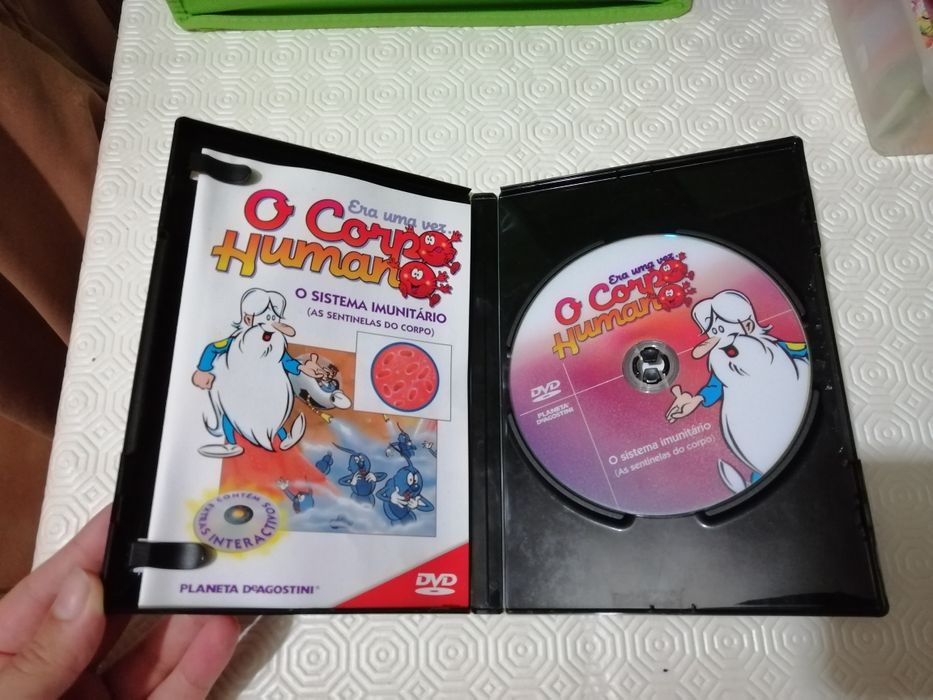 Era uma vez...
O Corpo
Humano
O SISTEMA IMUNITÁRIO
(AS SENTINELAS DO CORPO)
CONTÉM
EXTRAS INTERACTIVOS
PLANETA DeAGOSTINI®
DVD
Era uma vez...
O Corpo
Humano
DVD
PLANETA
DeAGOSTINI
O sistema imunitário
(As sentinelas do corpo)